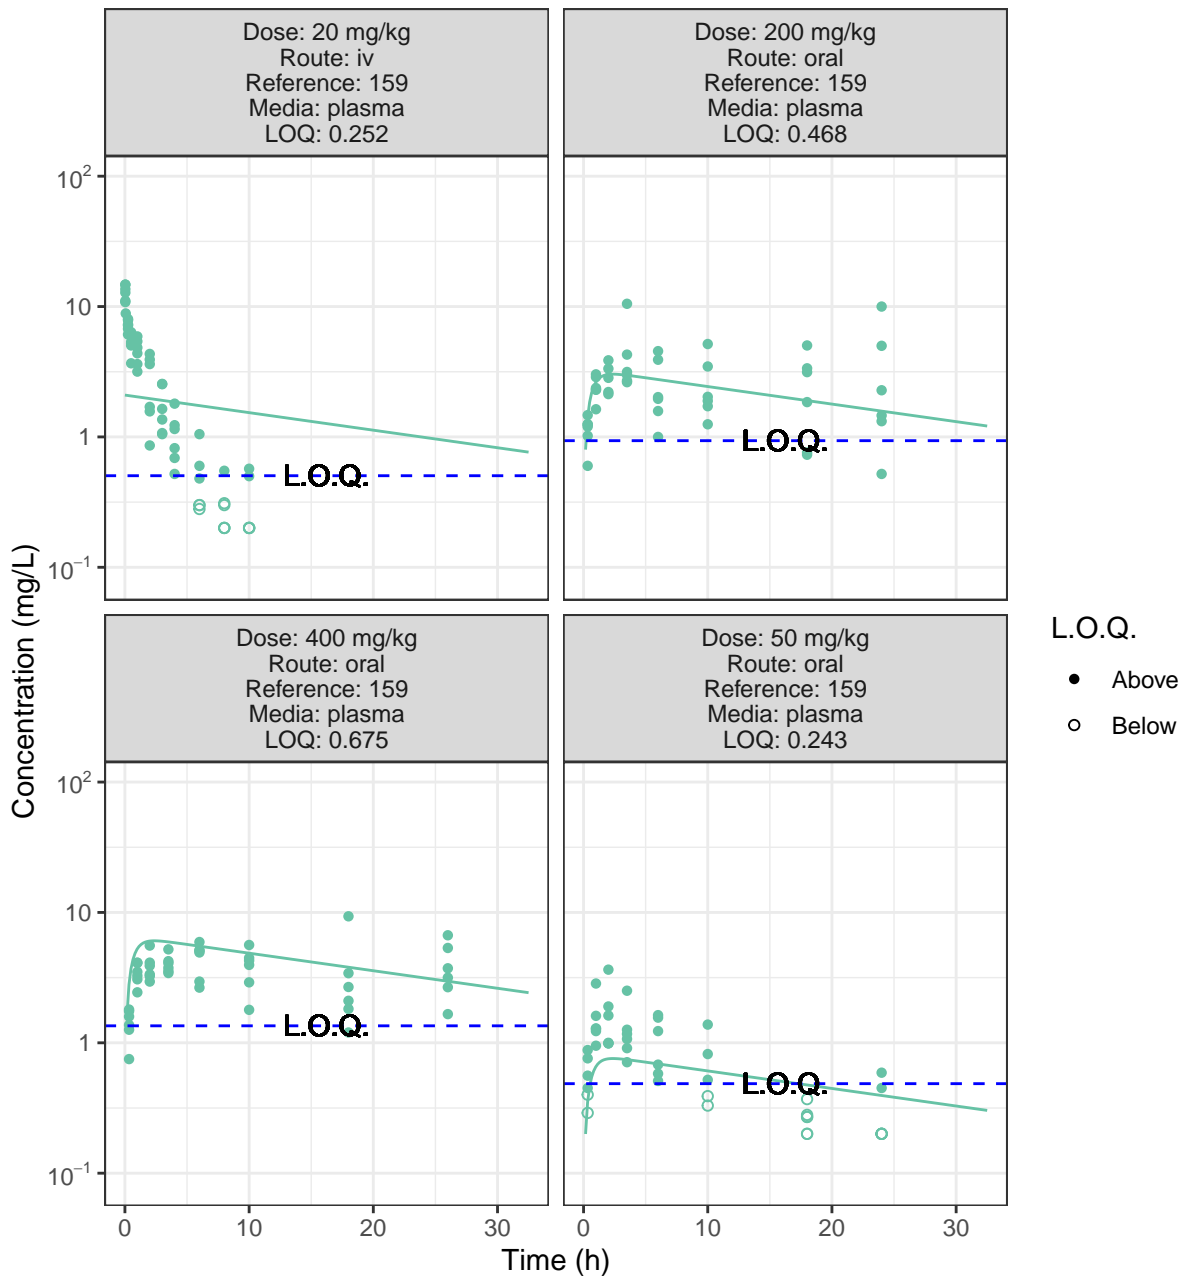 Dose: 20 mg/kg
Route: iv
Reference: 159
Media: plasma
LOQ: 0.252
Dose: 200 mg/kg
Route: oral
Reference: 159
Media: plasma
LOQ: 0.468
10²
10
1
10⁻¹
L.O.Q.
L.O.Q.
Dose: 400 mg/kg
Route: oral
Reference: 159
Media: plasma
LOQ: 0.675
Dose: 50 mg/kg
Route: oral
Reference: 159
Media: plasma
LOQ: 0.243
10²
10
1
10⁻¹
L.O.Q.
L.O.Q.
0 10 20 30
0 10 20 30
Time (h)
Concentration (mg/L)
L.O.Q.
Above
Below